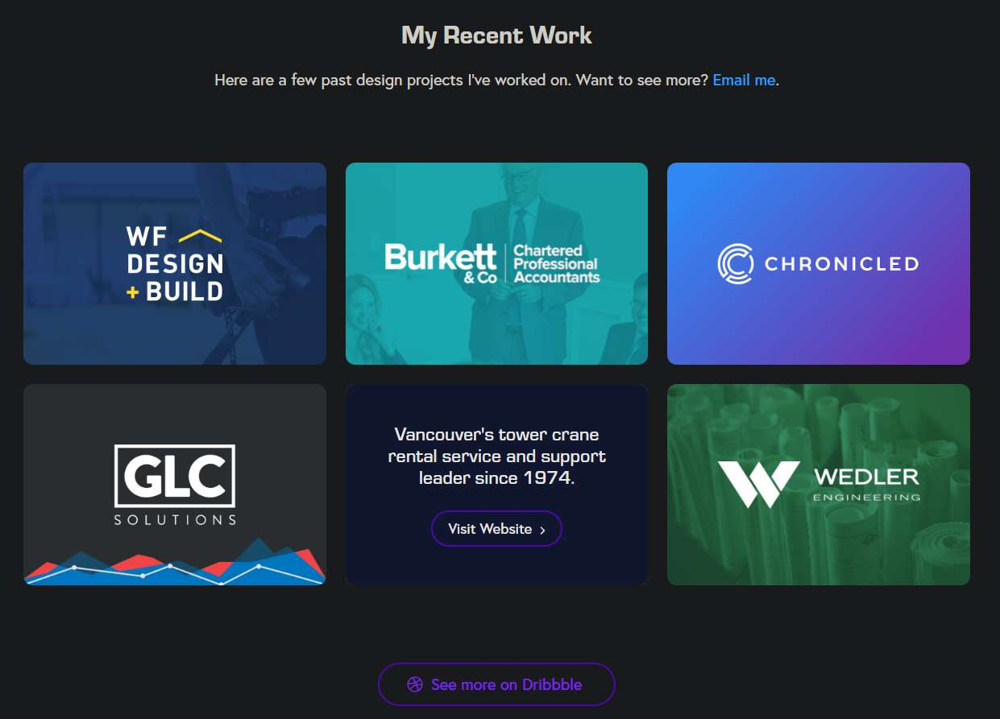 My Recent Work
Here are a few past design projects I've worked on. Want to see more? Email me.
WF
DESIGN
+ BUILD
Burkett
& Co
Chartered
Professional
Accountants
CHRONICLED
GLC
SOLUTIONS
Vancouver's tower crane
rental service and support
leader since 1974.
Visit Website
WEDLER
ENGINEERING
See more on Dribbble